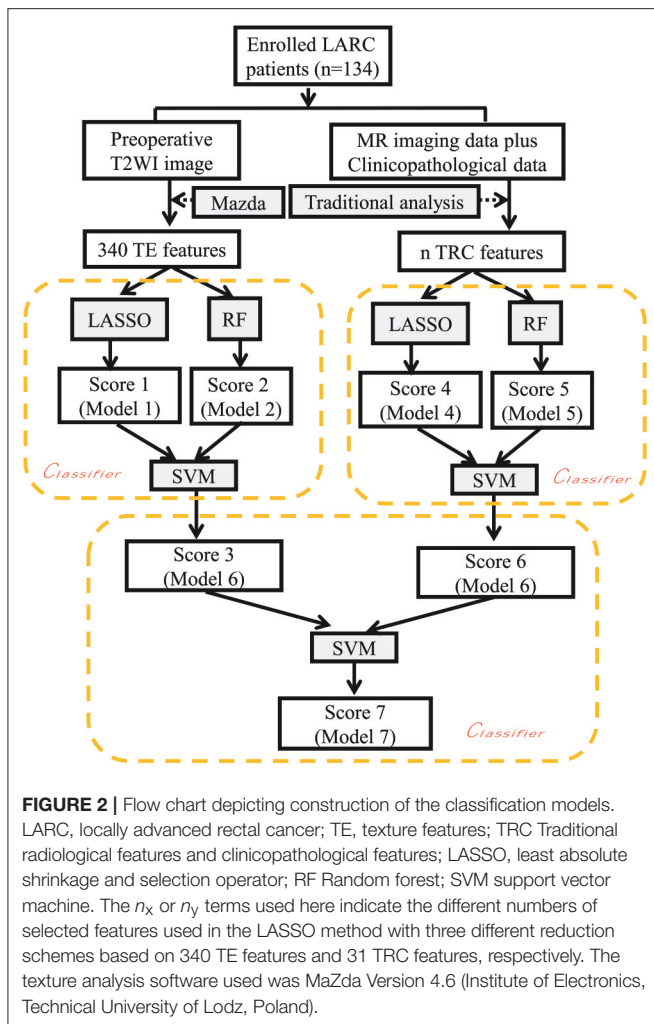 Enrolled LARC
patients (n=134)
Preoperative
T2WI image
MR imaging data plus
Clinicopathological data
Mazda
Traditional analysis
340 TE features
n TRC features
LASSO
RF
LASSO
RF
Score 1
(Model 1)
Score 2
(Model 2)
Score 4
(Model 4)
Score 5
(Model 5)
Classifier
SVM
SVM
Classifier
Score 3
(Model 6)
Score 6
(Model 6)
SVM
Score 7
(Model 7)
Classifier
FIGURE 2 | Flow chart depicting construction of the classification models.
LARC, locally advanced rectal cancer; TE, texture features; TRC Traditional
radiological features and clinicopathological features; LASSO, least absolute
shrinkage and selection operator; RF Random forest; SVM support vector
machine. The nx or ny terms used here indicate the different numbers of
selected features used in the LASSO method with three different reduction
schemes based on 340 TE features and 31 TRC features, respectively. The
texture analysis software used was MaZda Version 4.6 (Institute of Electronics,
Technical University of Lodz, Poland).